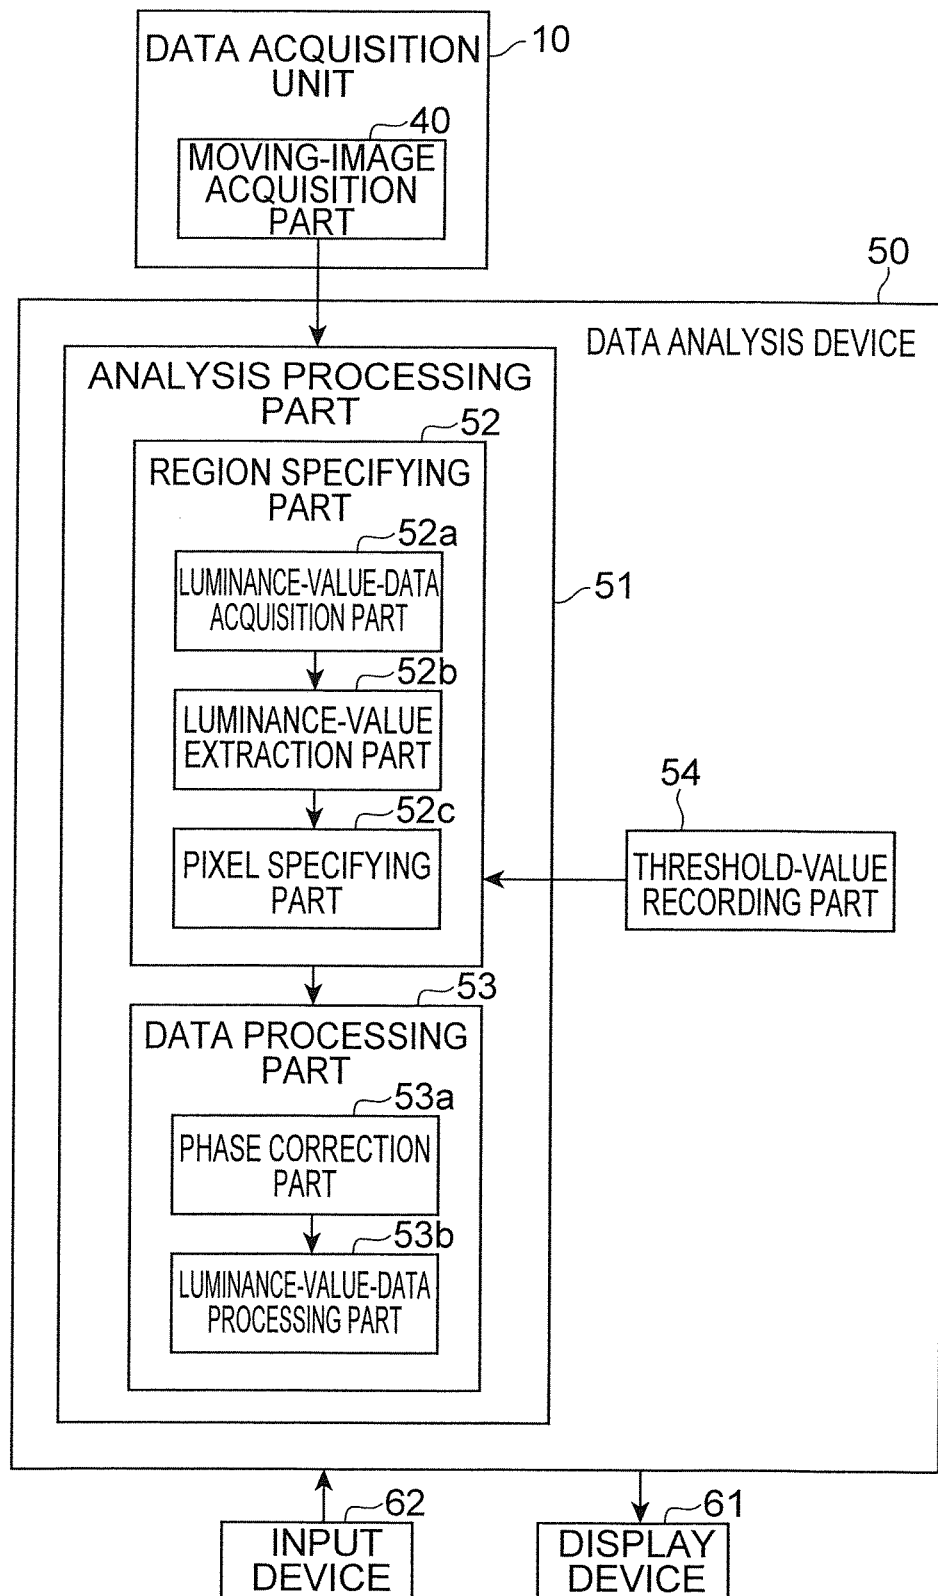 10
DATA ACQUISITION
UNIT
40
MOVING-IMAGE
ACQUISITION
PART
50
DATA ANALYSIS DEVICE
ANALYSIS PROCESSING
PART
52
REGION SPECIFYING
PART
52a
LUMINANCE-VALUE-DATA
ACQUISITION PART
51
52b
LUMINANCE-VALUE
EXTRACTION PART
52c
PIXEL SPECIFYING
PART
54
THRESHOLD-VALUE
RECORDING PART
53
DATA PROCESSING
PART
53a
PHASE CORRECTION
PART
53b
LUMINANCE-VALUE-DATA
PROCESSING PART
62
INPUT
DEVICE
61
DISPLAY
DEVICE